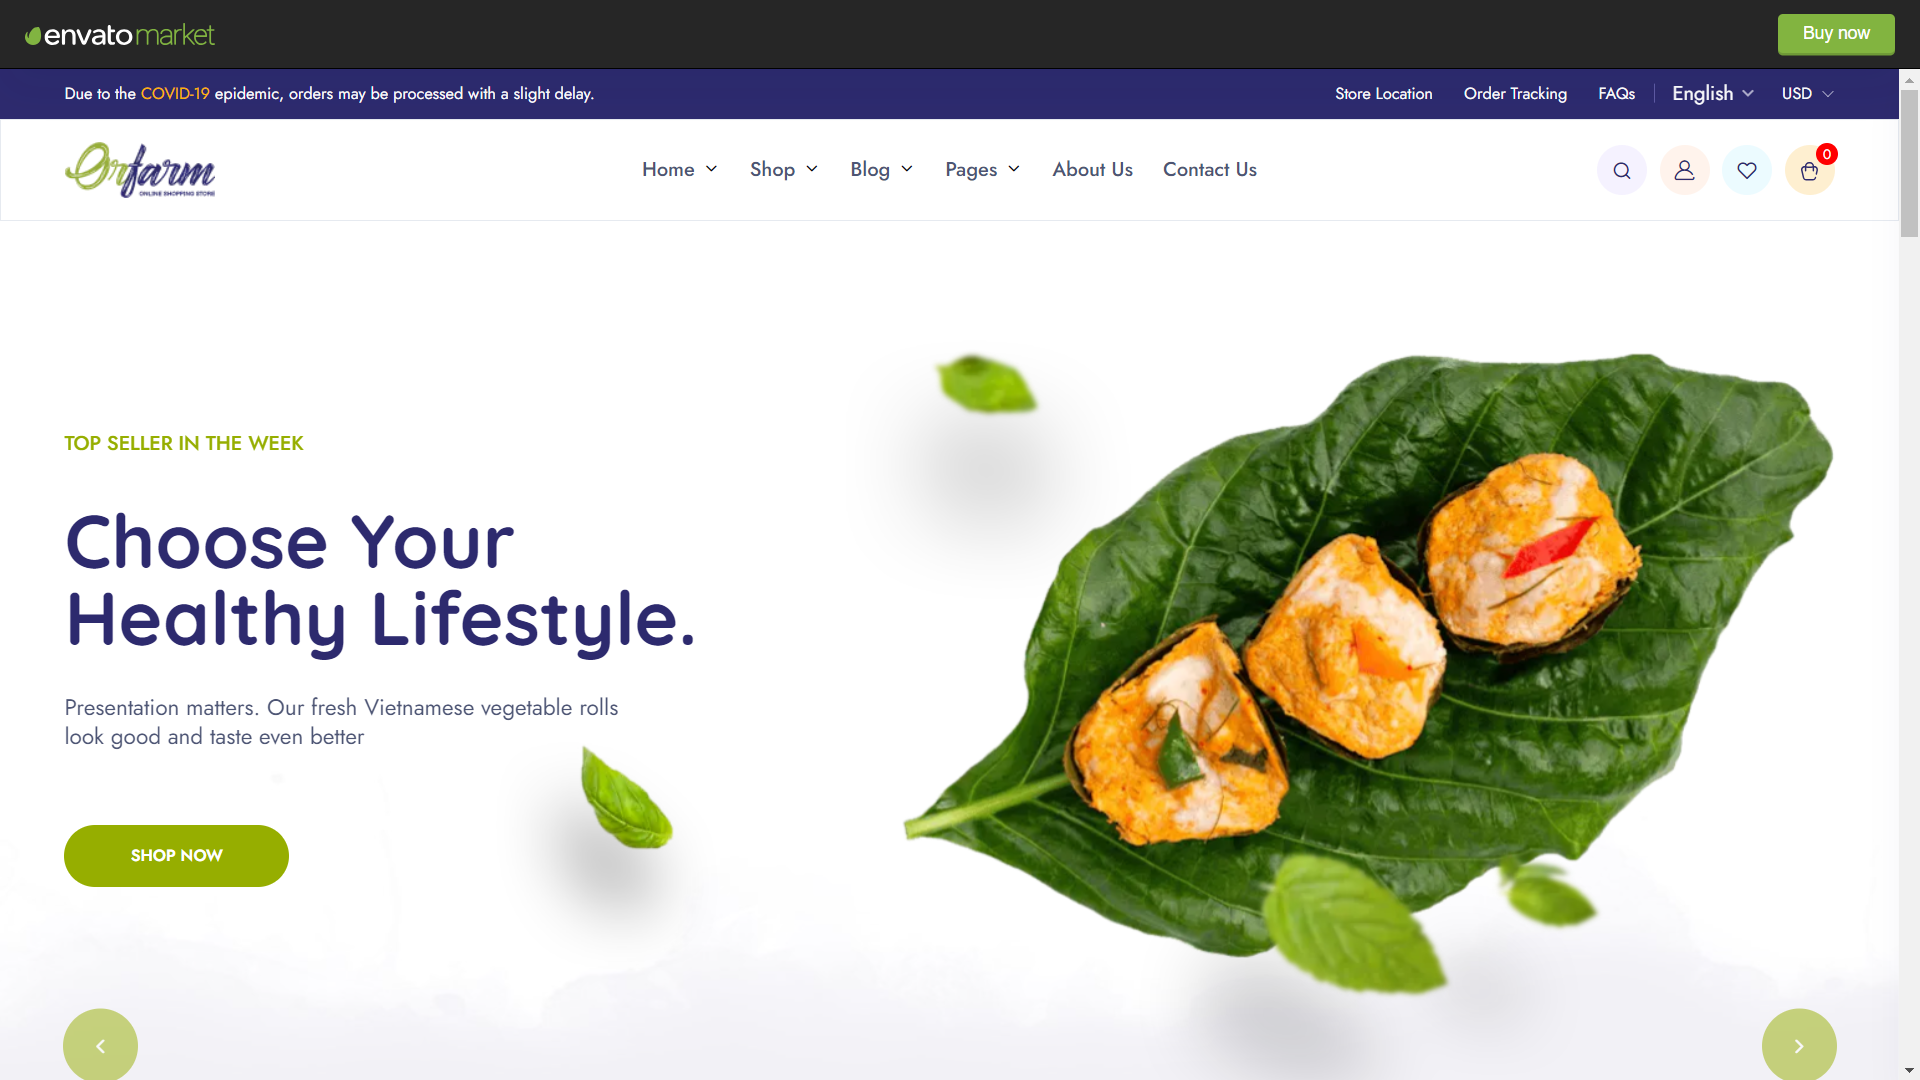 envato market
Buy now
Due to the COVID-19 epidemic, orders may be processed with a slight delay.
Store Location
Order Tracking
FAQs
English
USD
Orfarm
ONLINE SHOPPING STORE
Home
Shop
Blog
Pages
About Us
Contact Us
0
TOP SELLER IN THE WEEK
Choose Your
Healthy Lifestyle.
Presentation matters. Our fresh Vietnamese vegetable rolls
look good and taste even better
SHOP NOW